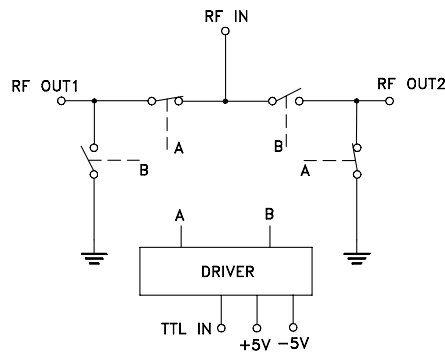 RF IN
RF OUT1
RF OUT2
A
B
B
A
A
B
DRIVER
TTL IN
+5V
-5V